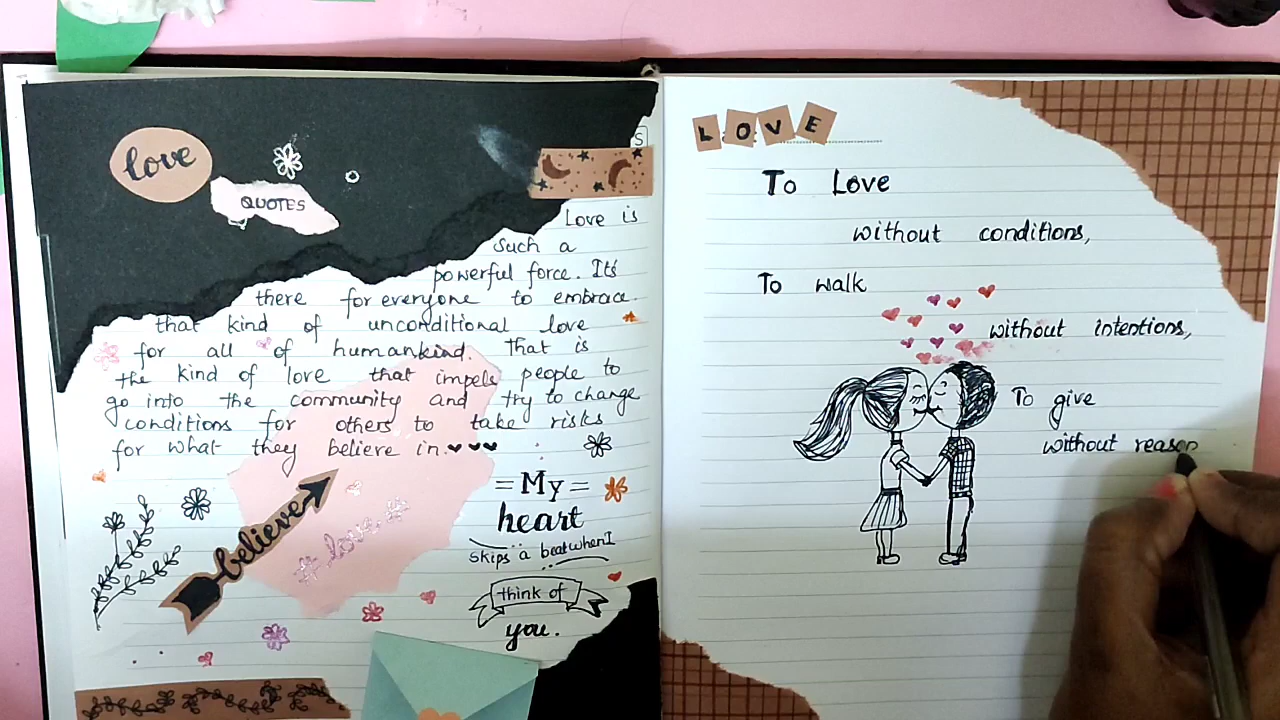 love
QUOTES
S
Love is
such a
powerful force. It's
there for everyone to embrace.
that kind of unconditional love
for all of humankind. That is
the kind of love that impels people to
go into the community and try to change
conditions for others to take risks
for what they believe in.
believe
#love
= My =
heart
skips a beat when I
think of
you.
LOVE
To Love
without conditions,
To walk
without intentions,
To give
without reason